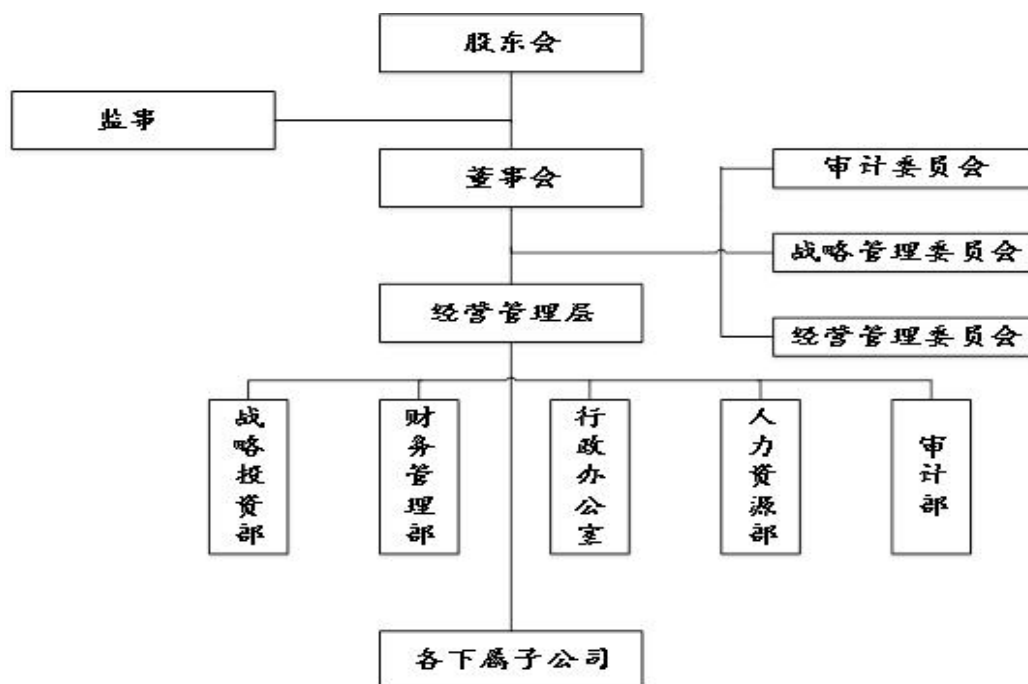 股东会
监事
董事会
审计委员会
战略管理委员会
经营管理层
经营管理委员会
战略投资部
财务管理部
行政办公室
人力资源部
审计部
各下属子公司